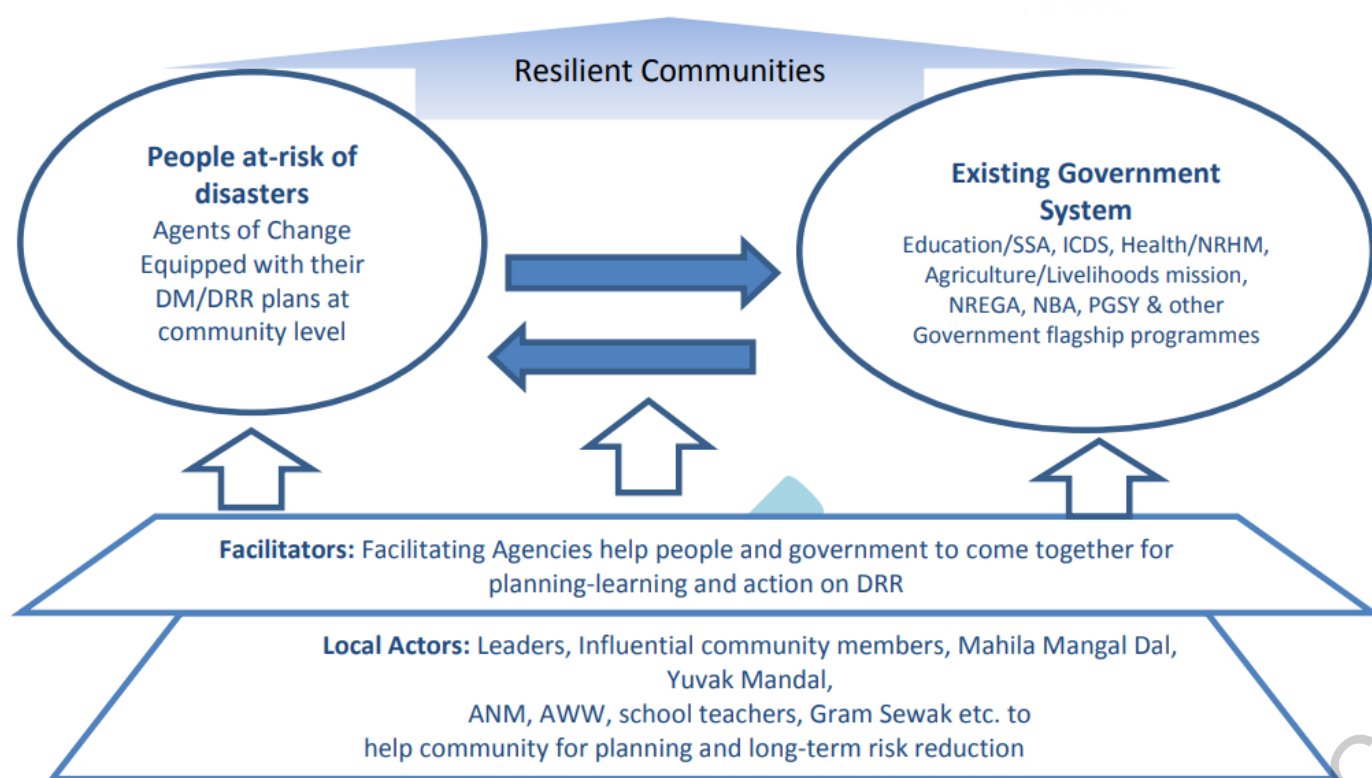 Resilient Communities
People at-risk of
disasters
Agents of Change
Equipped with their
DM/DRR plans at
community level
Existing Government
System
Education/SSA, ICDS, Health/NRHM,
Agriculture/Livelihoods mission,
NREGA, NBA, PGSY & other
Government flagship programmes
Facilitators: Facilitating Agencies help people and government to come together for
planning-learning and action on DRR
Local Actors: Leaders, Influential community members, Mahila Mangal Dal,
Yuvak Mandal,
ANM, AWW, school teachers, Gram Sewak etc. to
help community for planning and long-term risk reduction